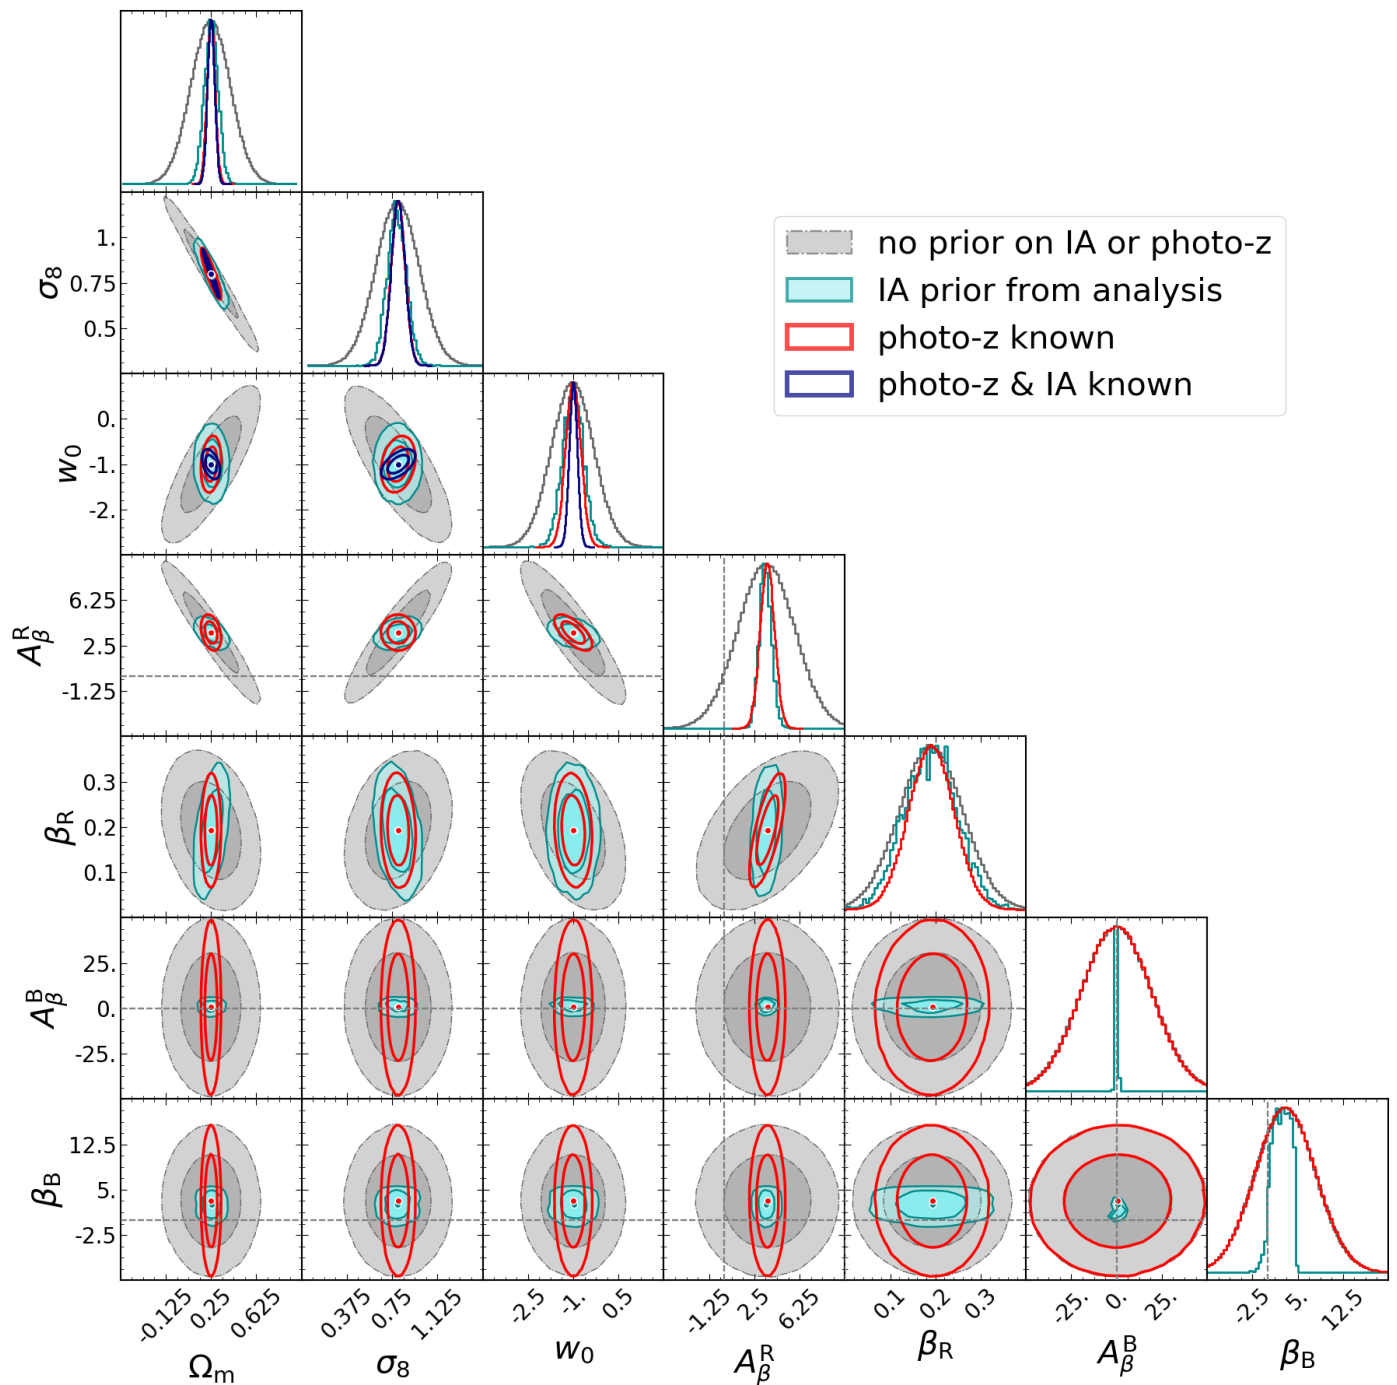 no prior on IA or photo-z
IA prior from analysis
photo-z known
photo-z & IA known
σ₈
1.
0.75
0.5
w₀
0.
-1.
-2.
A_β^R
6.25
2.5
-1.25
β_R
0.3
0.2
0.1
A_β^B
25.
0.
-25.
β_B
12.5
5.
-2.5
-0.125 0.25 0.625 0.375 0.75 1.125 -2.5 -1. 0.5 -1.25 2.5 6.25 0.1 0.2 0.3 -25. 0. 25. -2.5 5. 12.5
Ω_m σ₈ w₀ A_β^R β_R A_β^B β_B